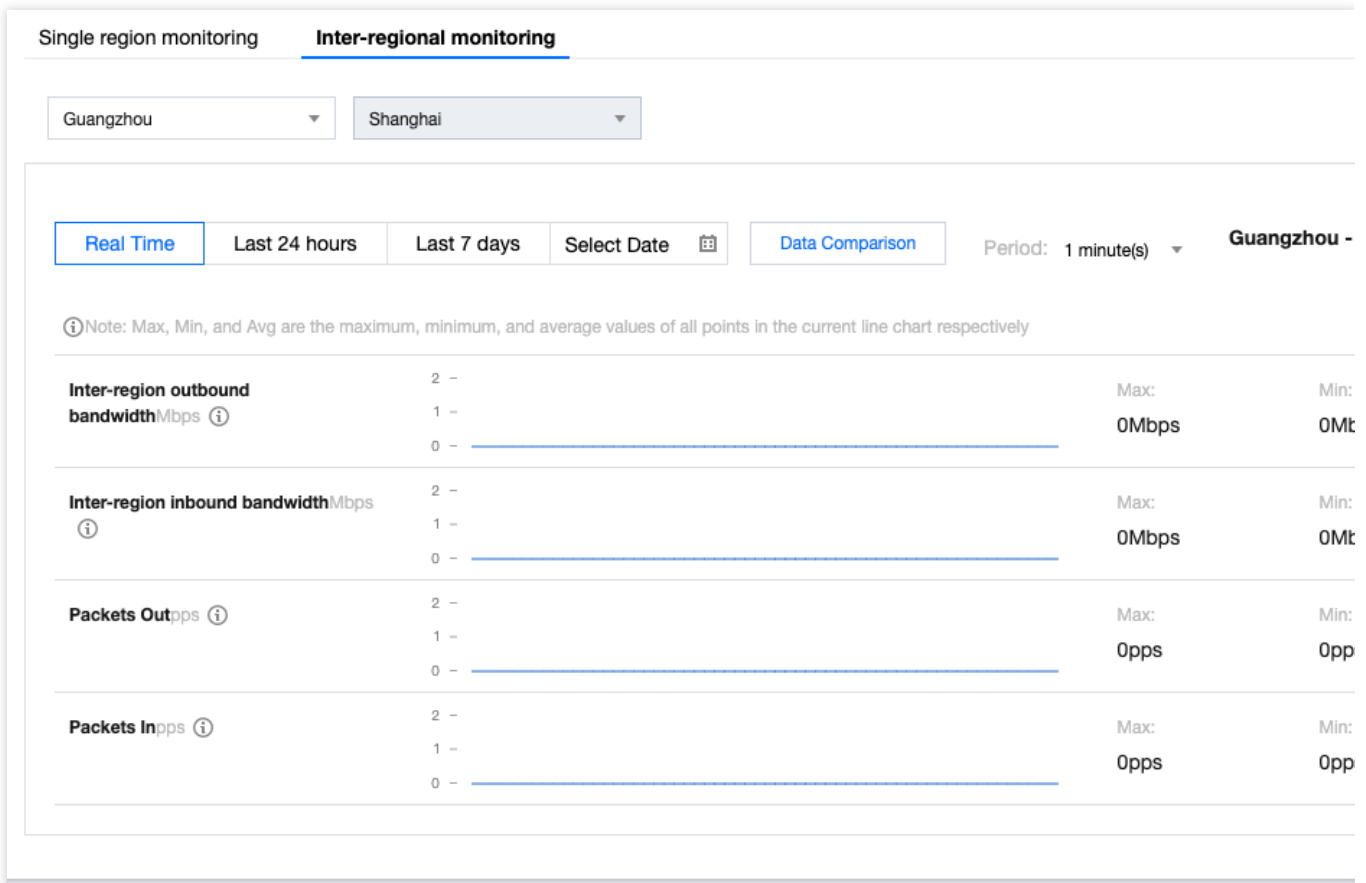 Single region monitoring Inter-regional monitoring
Guangzhou Shanghai
Real Time Last 24 hours Last 7 days Select Date Data Comparison Period: 1 minute(s) Guangzhou -
Note: Max, Min, and Avg are the maximum, minimum, and average values of all points in the current line chart respectively
Inter-region outbound
bandwidthMbps
2
1
0
Max: Min:
0Mbps 0Mb
Inter-region inbound bandwidthMbps
2
1
0
Max: Min:
0Mbps 0Mb
Packets Outpps
2
1
0
Max: Min:
0pps 0pps
Packets Inpps
2
1
0
Max: Min:
0pps 0pps